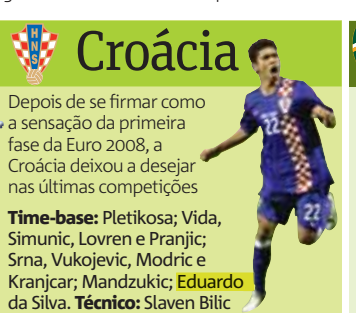 HNS
Croácia
Depois de se firmar como
a sensação da primeira
fase da Euro 2008, a
Croácia deixou a desejar
nas últimas competições
Time-base: Pletikosa; Vida,
Simunic, Lovren e Pranjic;
Srna, Vukojevic, Modric e
Kranjcar; Mandzukic; Eduardo
da Silva. Técnico: Slaven Bilic
22
22